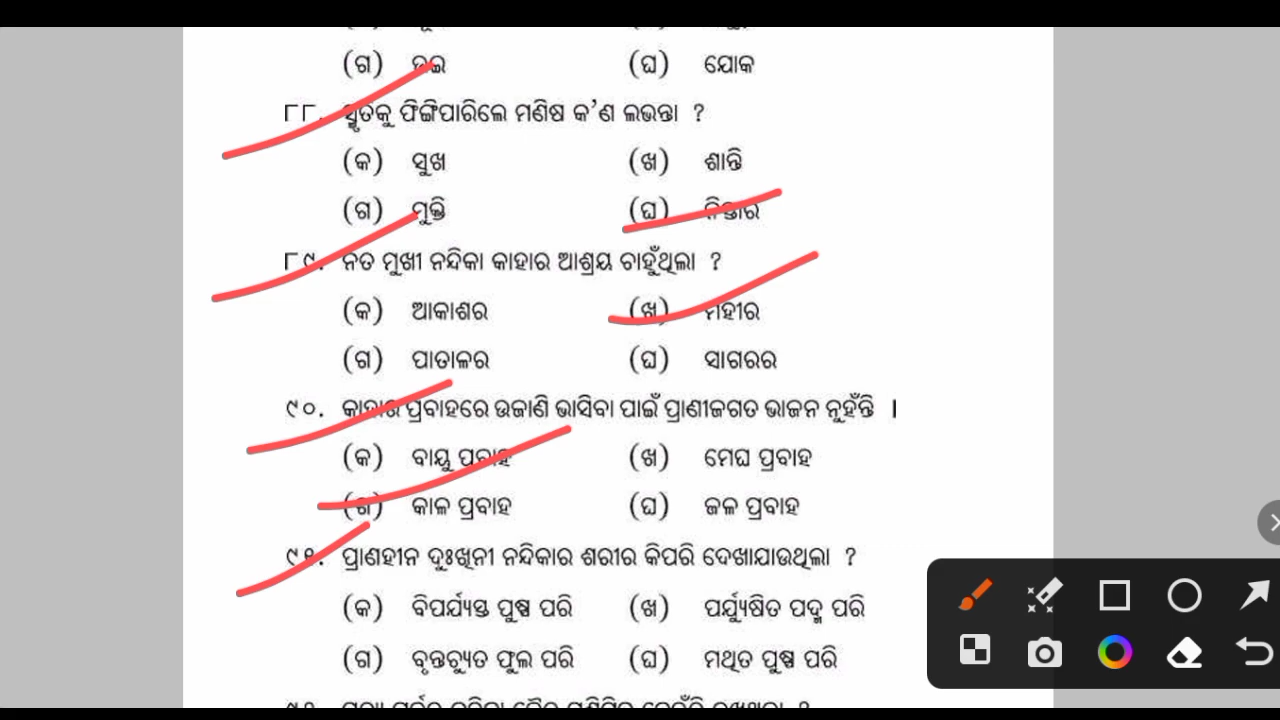 (ଗ) ଉଇ (ଘ) ଯୋକ
୮୮. ସ୍ମୃତିକୁ ଫିଙ୍ଗିପାରିଲେ ମଣିଷ କ'ଣ ଲଭନ୍ତା ?
(କ) ସୁଖ (ଖ) ଶାନ୍ତି
(ଗ) ମୁକ୍ତି (ଘ) ନିସ୍ତାର
୮୯. ନତ ମୁଖୀ ନନ୍ଦିକା କାହାର ଆଶ୍ରୟ ଚାହୁଁଥିଲା ?
(କ) ଆକାଶର (ଖ) ମହୀର
(ଗ) ପାତାଳର (ଘ) ସାଗରର
୯୦. କାହାର ପ୍ରବାହରେ ଉଜାଣି ଭାସିବା ପାଇଁ ପ୍ରାଣୀଜଗତ ଭାଜନ ନୁହଁନ୍ତି ।
(କ) ବାୟୁ ପ୍ରବାହ (ଖ) ମେଘ ପ୍ରବାହ
(ଗ) କାଳ ପ୍ରବାହ (ଘ) ଜଳ ପ୍ରବାହ
୯୧. ପ୍ରାଣହୀନ ଦୁଃଖିନୀ ନନ୍ଦିକାର ଶରୀର କିପରି ଦେଖାଯାଉଥିଲା ?
(କ) ବିପର୍ଯ୍ୟସ୍ତ ପୁଷ୍ପ ପରି (ଖ) ପର୍ଯ୍ୟୁଷିତ ପଦ୍ମ ପରି
(ଗ) ବୃନ୍ତଚ୍ୟୁତ ଫୁଲ ପରି (ଘ) ମଥିତ ପୁଷ୍ପ ପରି